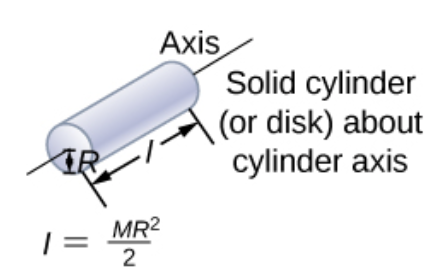 Axis
Solid cylinder
(or disk) about
cylinder axis
R
l
I = MR²/2